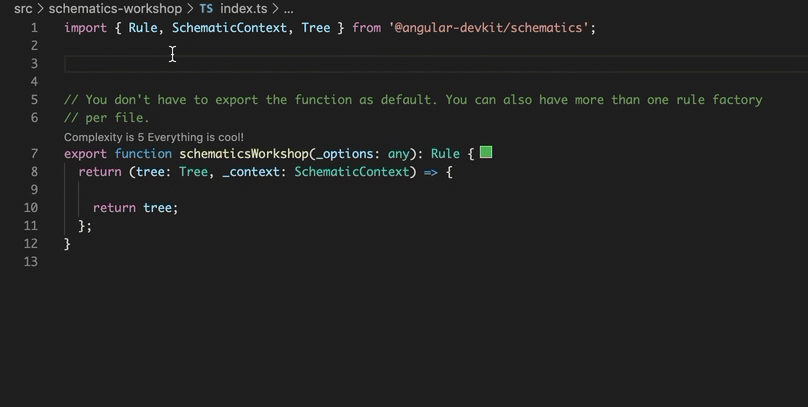 src > schematics-workshop > TS index.ts > ...
1 import { Rule, SchematicContext, Tree } from '@angular-devkit/schematics';
2
3
4
5 // You don't have to export the function as default. You can also have more than one rule factory
6 // per file.
Complexity is 5 Everything is cool!
7 export function schematicsWorkshop(_options: any): Rule {
8 return (tree: Tree, _context: SchematicContext) => {
9
10 return tree;
11 };
12 }
13